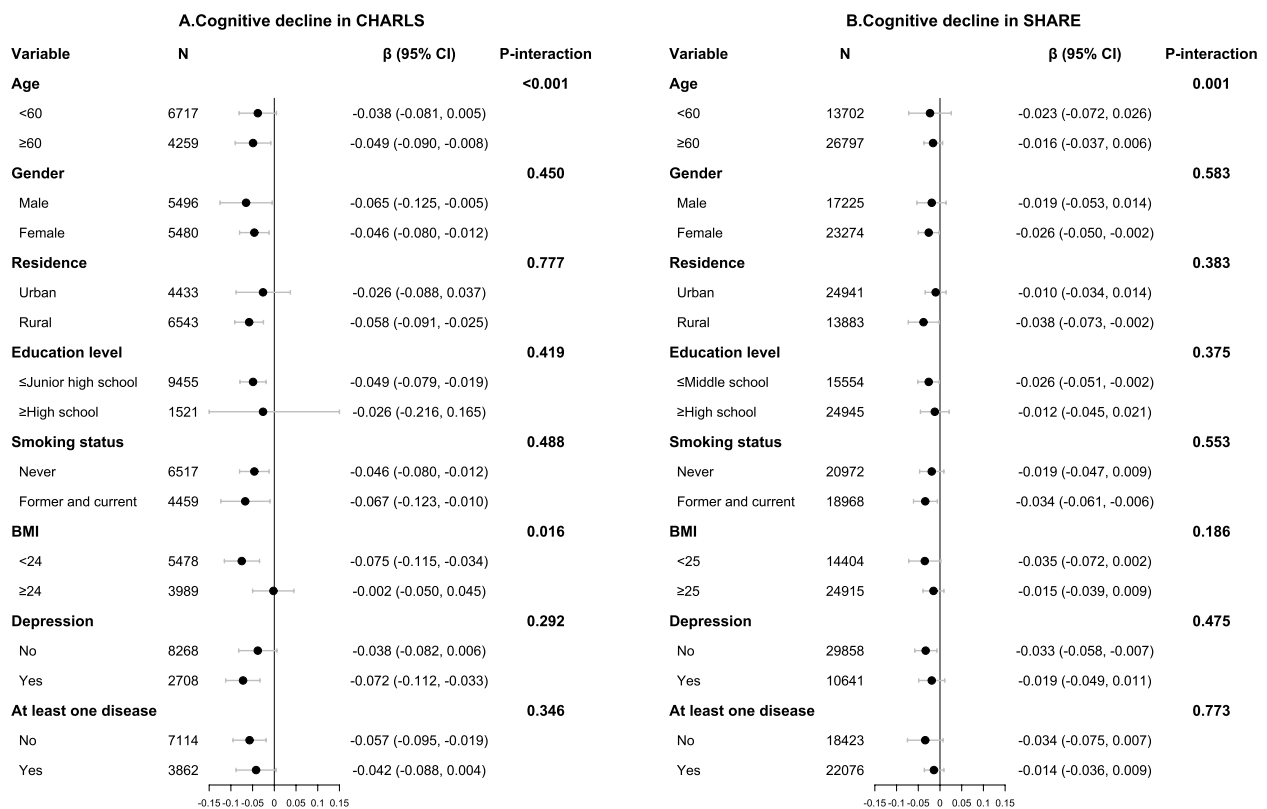 A.Cognitive decline in CHARLS
Variable N β (95% CI) P-interaction
Age <0.001
<60 6717 -0.038 (-0.081, 0.005)
≥60 4259 -0.049 (-0.090, -0.008)
Gender 0.450
Male 5496 -0.065 (-0.125, -0.005)
Female 5480 -0.046 (-0.080, -0.012)
Residence 0.777
Urban 4433 -0.026 (-0.088, 0.037)
Rural 6543 -0.058 (-0.091, -0.025)
Education level 0.419
≤Junior high school 9455 -0.049 (-0.079, -0.019)
≥High school 1521 -0.026 (-0.216, 0.165)
Smoking status 0.488
Never 6517 -0.046 (-0.080, -0.012)
Former and current 4459 -0.067 (-0.123, -0.010)
BMI 0.016
<24 5478 -0.075 (-0.115, -0.034)
≥24 3989 -0.002 (-0.050, 0.045)
Depression 0.292
No 8268 -0.038 (-0.082, 0.006)
Yes 2708 -0.072 (-0.112, -0.033)
At least one disease 0.346
No 7114 -0.057 (-0.095, -0.019)
Yes 3862 -0.042 (-0.088, 0.004)
-0.15 -0.1 -0.05 0 0.05 0.1 0.15
B.Cognitive decline in SHARE
Variable N β (95% CI) P-interaction
Age 0.001
<60 13702 -0.023 (-0.072, 0.026)
≥60 26797 -0.016 (-0.037, 0.006)
Gender 0.583
Male 17225 -0.019 (-0.053, 0.014)
Female 23274 -0.026 (-0.050, -0.002)
Residence 0.383
Urban 24941 -0.010 (-0.034, 0.014)
Rural 13883 -0.038 (-0.073, -0.002)
Education level 0.375
≤Middle school 15554 -0.026 (-0.051, -0.002)
≥High school 24945 -0.012 (-0.045, 0.021)
Smoking status 0.553
Never 20972 -0.019 (-0.047, 0.009)
Former and current 18968 -0.034 (-0.061, -0.006)
BMI 0.186
<25 14404 -0.035 (-0.072, 0.002)
≥25 24915 -0.015 (-0.039, 0.009)
Depression 0.475
No 29858 -0.033 (-0.058, -0.007)
Yes 10641 -0.019 (-0.049, 0.011)
At least one disease 0.773
No 18423 -0.034 (-0.075, 0.007)
Yes 22076 -0.014 (-0.036, 0.009)
-0.15 -0.1 -0.05 0 0.05 0.1 0.15